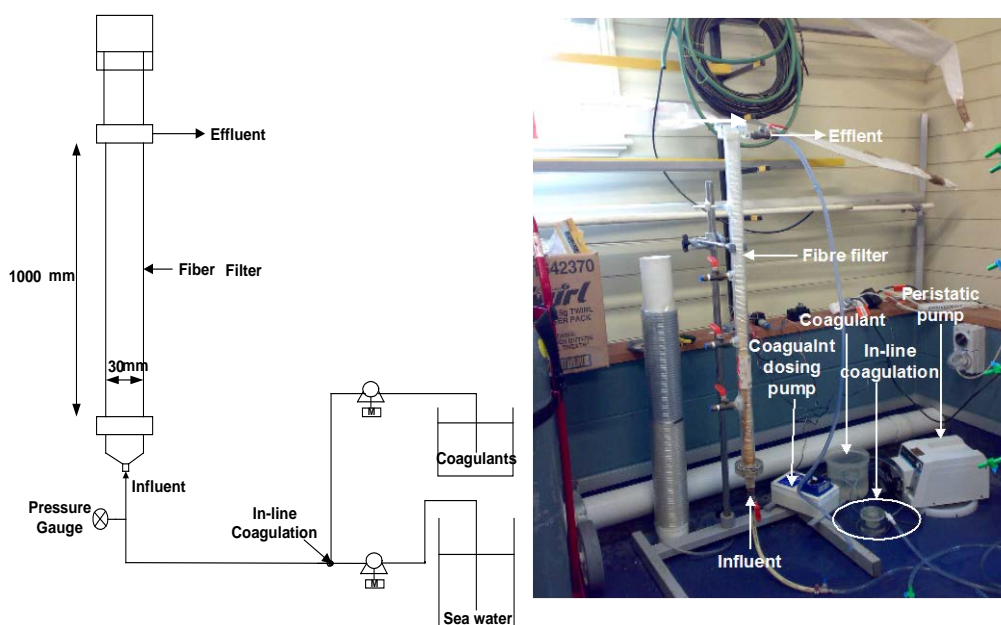 Effluent
1000 mm
Fiber Filter
30mm
Influent
Pressure
Gauge
In-line
Coagulation
M
Coagulants
M
Sea water
Efflent
Fibre filter
542370
Peristatic
pump
Coagulant
Coagualnt
dosing
pump
In-line
coagulation
Influent